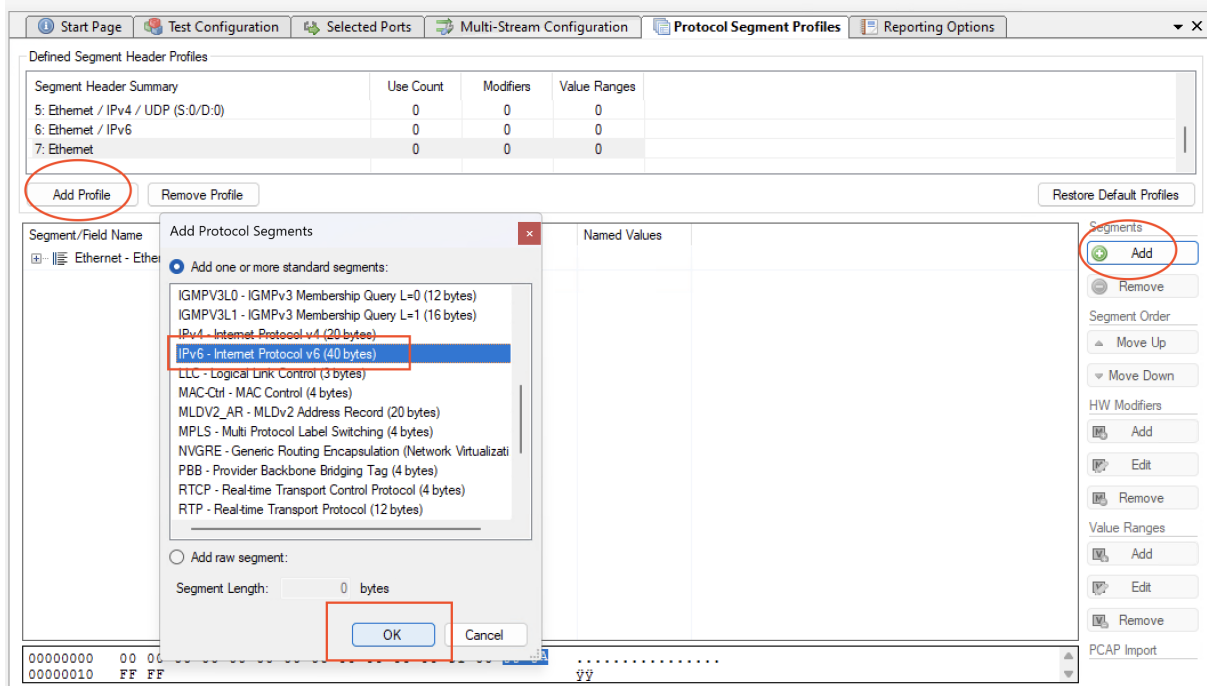 Start Page Test Configuration Selected Ports Multi-Stream Configuration Protocol Segment Profiles Reporting Options
Defined Segment Header Profiles
Segment Header Summary Use Count Modifiers Value Ranges
5: Ethernet / IPv4 / UDP (S:0/D:0) 0 0 0
6: Ethernet / IPv6 0 0 0
7: Ethernet 0 0 0
Add Profile Remove Profile Restore Default Profiles
Segment/Field Name
Ethernet -
Named Values
Add Protocol Segments
Add one or more standard segments:
IGMPV3L0 - IGMPv3 Membership Query L=0 (12 bytes)
IGMPV3L1 - IGMPv3 Membership Query L=1 (16 bytes)
IPv4 - Internet Protocol v4 (20 bytes)
IPv6 - Internet Protocol v6 (40 bytes)
LLC - Logical Link Control (3 bytes)
MAC-Ctrl - MAC Control (4 bytes)
MLDV2_AR - MLDv2 Address Record (20 bytes)
MPLS - Multi Protocol Label Switching (4 bytes)
NVGRE - Generic Routing Encapsulation (Network Virtualizati
PBB - Provider Backbone Bridging Tag (4 bytes)
RTCP - Real-time Transport Control Protocol (4 bytes)
RTP - Real-time Transport Protocol (12 bytes)
Add raw segment:
Segment Length: 0 bytes
OK Cancel
Segments
Add
Remove
Segment Order
Move Up
Move Down
HW Modifiers
Add
Edit
Remove
Value Ranges
Add
Edit
Remove
PCAP Import
00000000 00 ................
00000010 FF FF ÿÿ